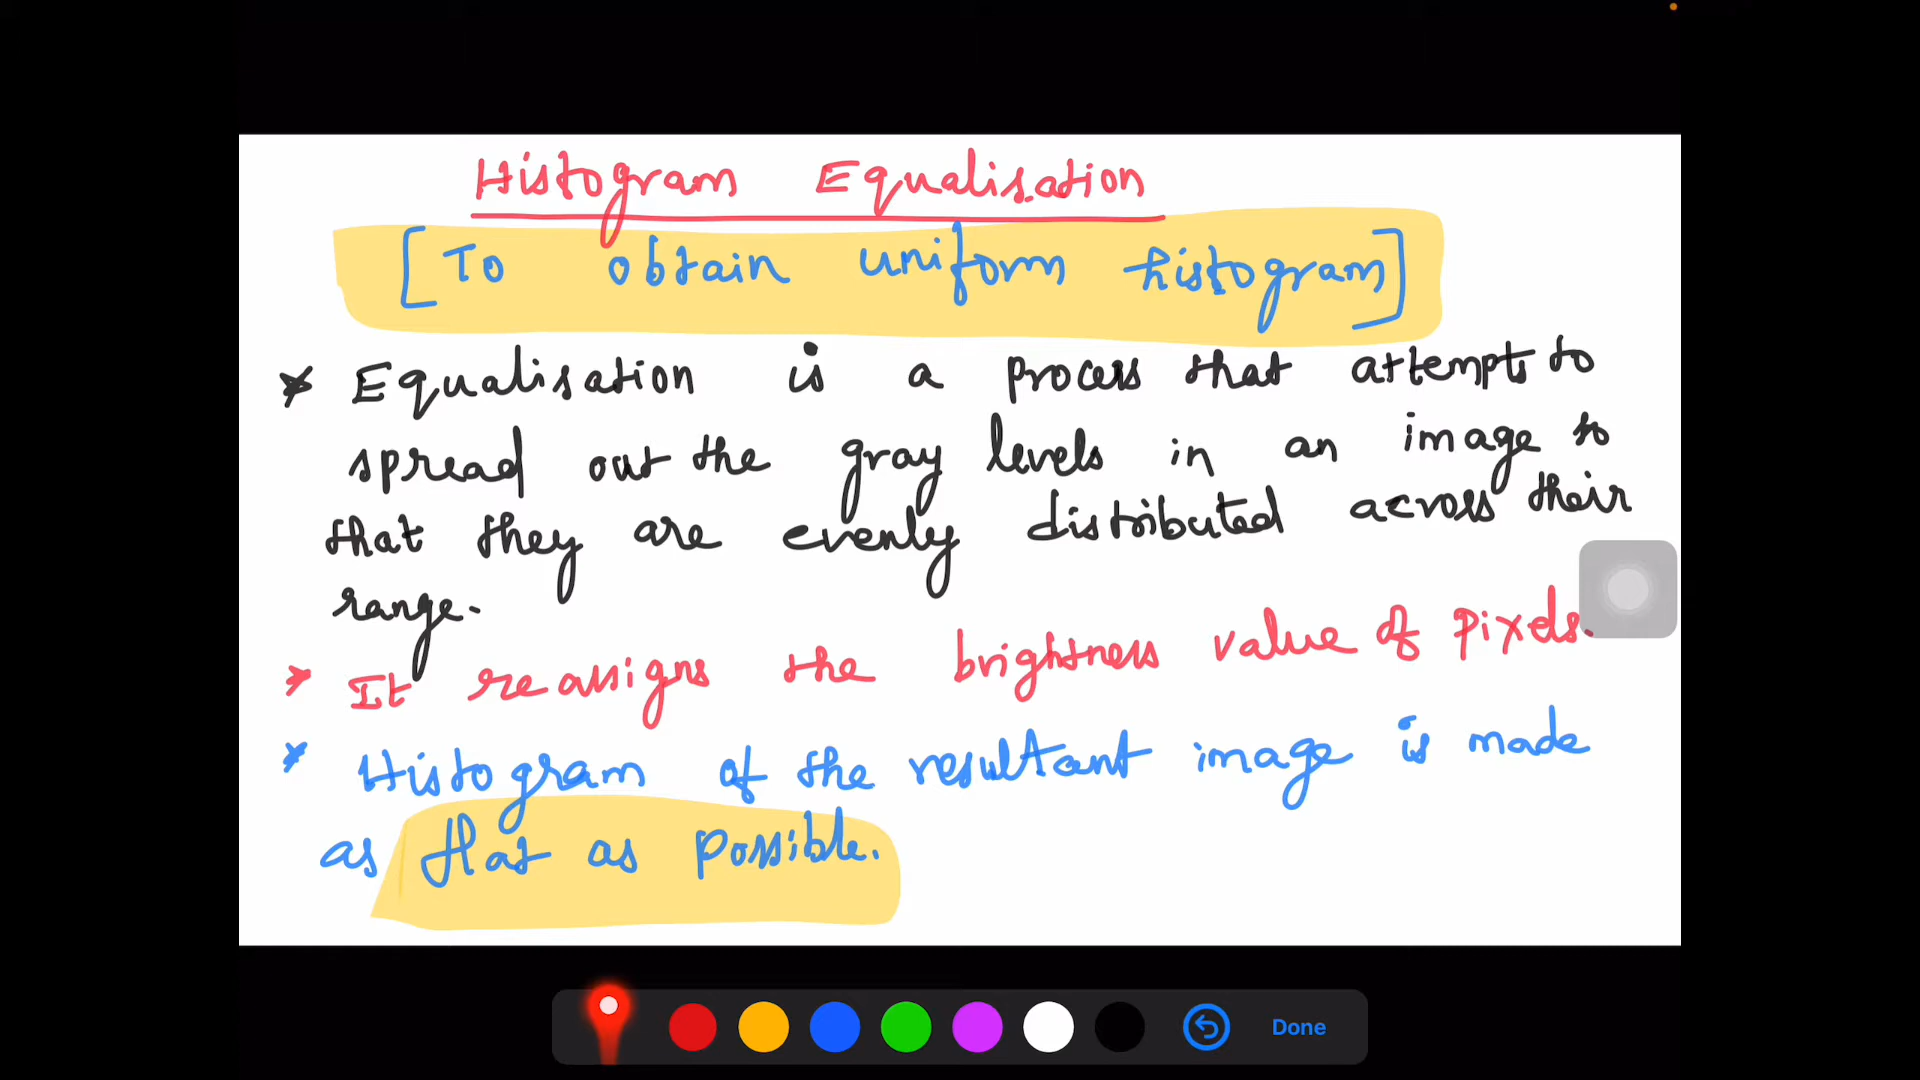 Histogram Equalisation
[To obtain uniform histogram]
* Equalisation is a process that attempts to
spread out the gray levels in an image so
that they are evenly distributed across their
range.
* It reassigns the brightness value of pixels.
* Histogram of the resultant image is made
as flat as possible.
Done